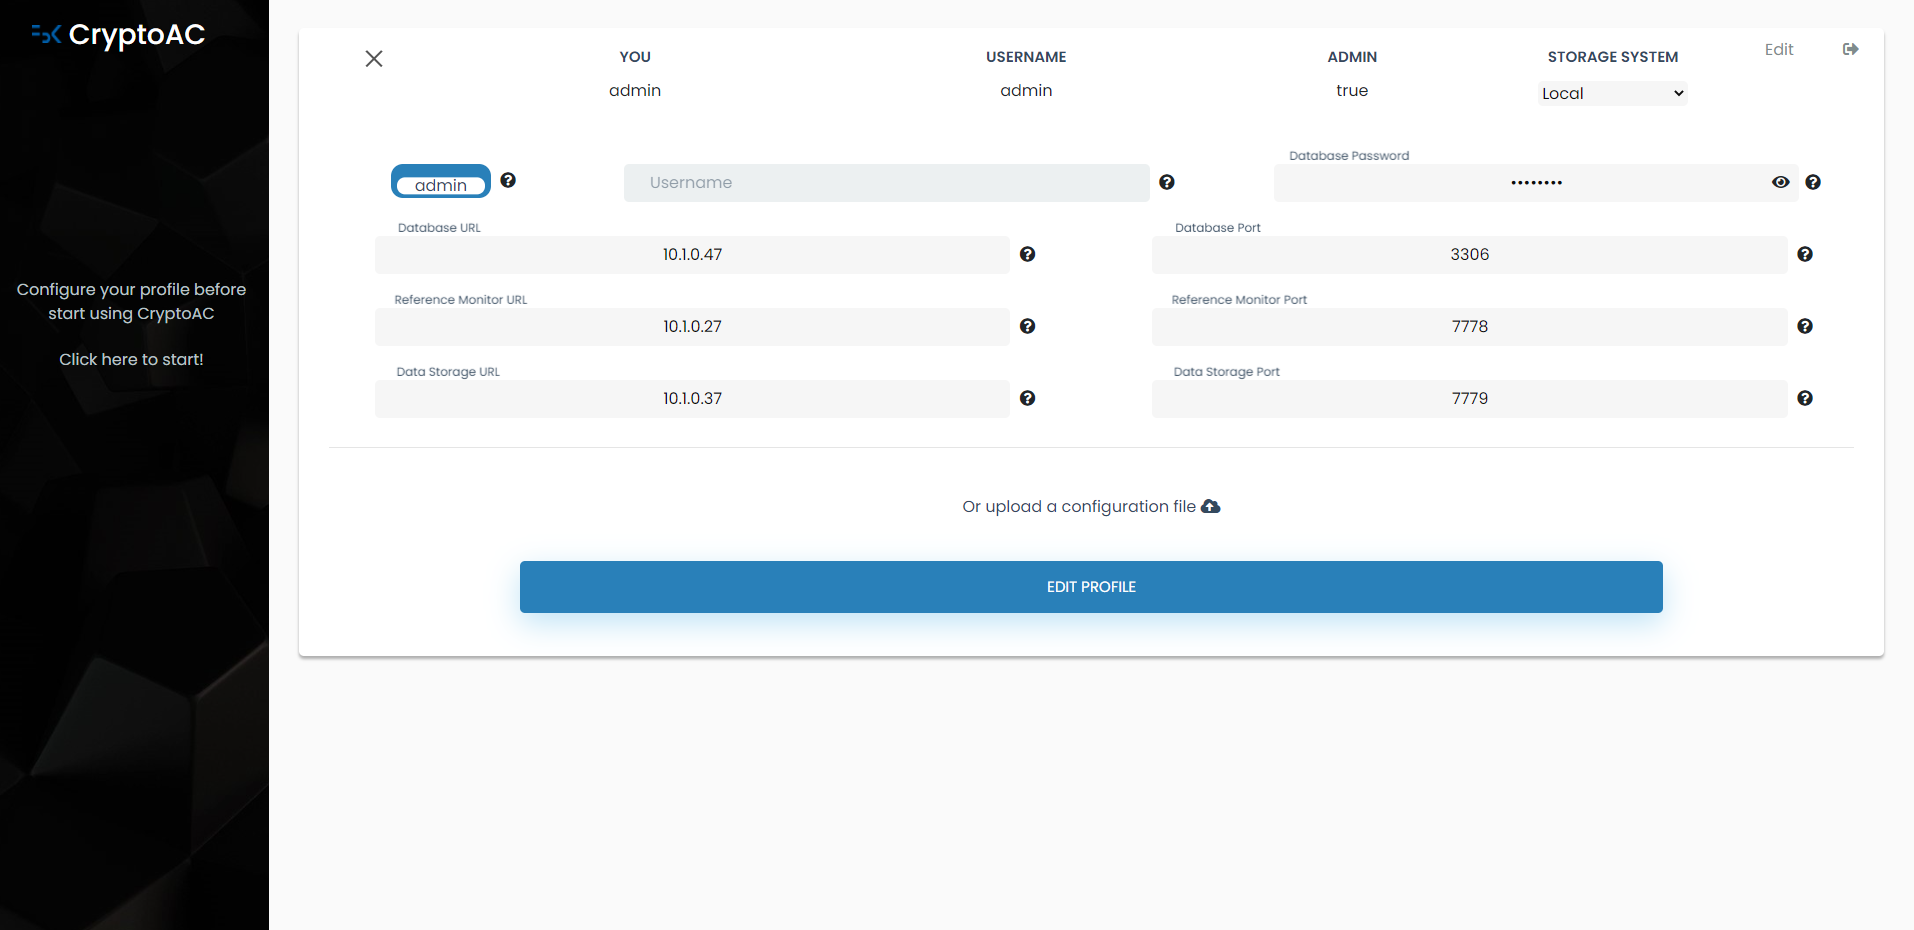 CryptoAC
Configure your profile before
start using CryptoAC
Click here to start!
YOU
admin
USERNAME
admin
ADMIN
true
STORAGE SYSTEM
Local
Edit
admin
Username
Database Password
••••••••
Database URL
10.1.0.47
Database Port
3306
Reference Monitor URL
10.1.0.27
Reference Monitor Port
7778
Data Storage URL
10.1.0.37
Data Storage Port
7779
Or upload a configuration file
EDIT PROFILE